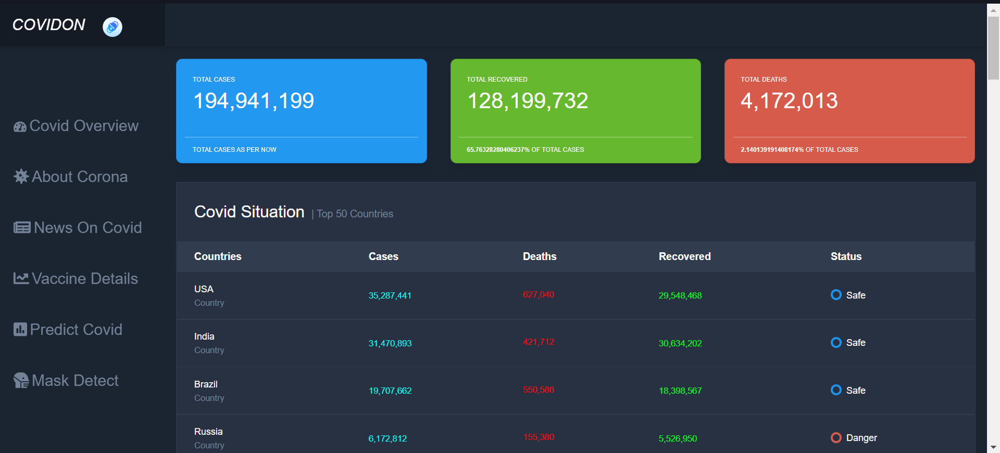 COVIDON
Covid Overview
About Corona
News On Covid
Vaccine Details
Predict Covid
Mask Detect
TOTAL CASES
194,941,199
TOTAL CASES AS PER NOW
TOTAL RECOVERED
128,199,732
65.76328280406237% OF TOTAL CASES
TOTAL DEATHS
4,172,013
2.140139191408174% OF TOTAL CASES
Covid Situation | Top 50 Countries
Countries Cases Deaths Recovered Status
USA
Country
35,287,441 627,040 29,548,468 Safe
India
Country
31,470,893 421,712 30,634,202 Safe
Brazil
Country
19,707,662 550,586 18,398,567 Safe
Russia
Country
6,172,812 155,380 5,526,950 Danger